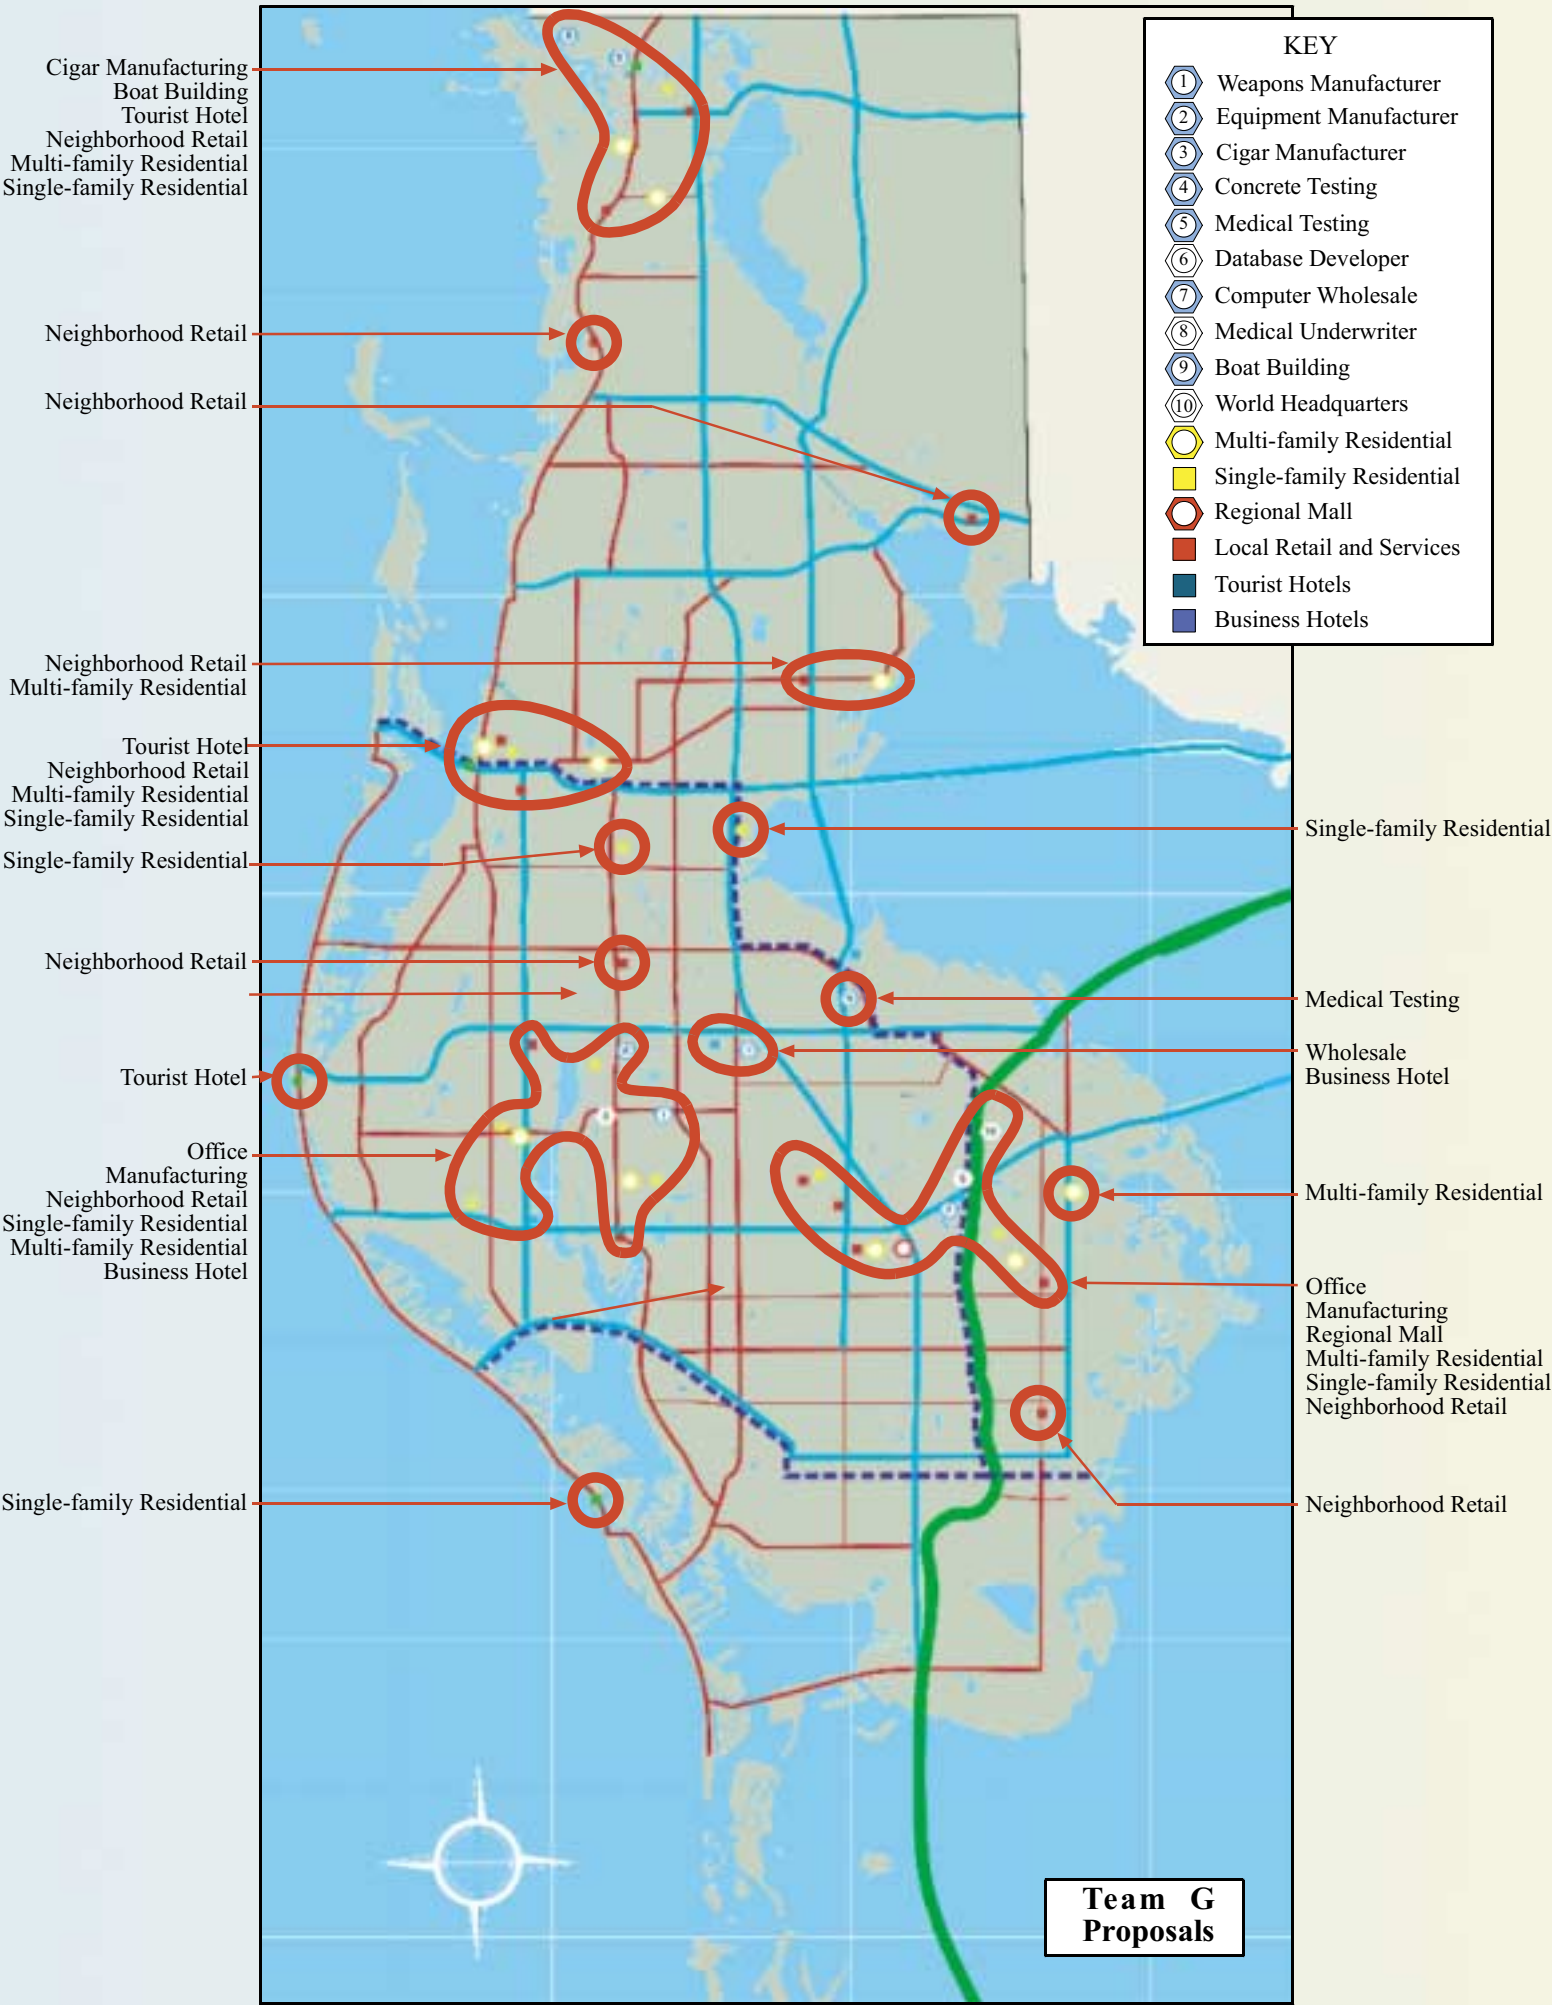 KEY
1 Weapons Manufacturer
2 Equipment Manufacturer
3 Cigar Manufacturer
4 Concrete Testing
5 Medical Testing
6 Database Developer
7 Computer Wholesale
8 Medical Underwriter
9 Boat Building
10 World Headquarters
Multi-family Residential
Single-family Residential
Regional Mall
Local Retail and Services
Tourist Hotels
Business Hotels
Cigar Manufacturing
Boat Building
Tourist Hotel
Neighborhood Retail
Multi-family Residential
Single-family Residential
Neighborhood Retail
Neighborhood Retail
Neighborhood Retail
Multi-family Residential
Tourist Hotel
Neighborhood Retail
Multi-family Residential
Single-family Residential
Single-family Residential
Neighborhood Retail
Tourist Hotel
Office
Manufacturing
Neighborhood Retail
Single-family Residential
Multi-family Residential
Business Hotel
Single-family Residential
Single-family Residential
Medical Testing
Wholesale
Business Hotel
Multi-family Residential
Office
Manufacturing
Regional Mall
Multi-family Residential
Single-family Residential
Neighborhood Retail
Neighborhood Retail
Team G
Proposals